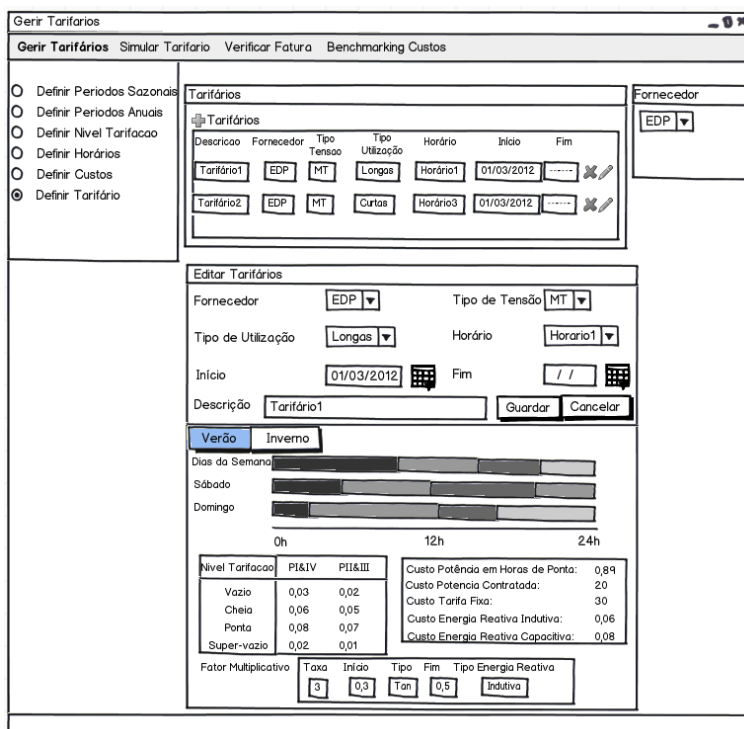 Gerir Tarifarios
Gerir Tarifários Simular Tarifario Verificar Fatura Benchmarking Custos
Definir Periodos Sazonais
Definir Periodos Anuais
Definir Nivel Tarifacao
Definir Horários
Definir Custos
Definir Tarifário
Tarifários
Tarifários
Descricao Fornecedor Tipo Tensao Tipo Utilização Horário Inicio Fim
Tarifário1 EDP MT Longas Horário1 01/03/2012 ------
Tarifário2 EDP MT Curtas Horário3 01/03/2012 ------
Fornecedor
EDP
Editar Tarifários
Fornecedor EDP Tipo de Tensão MT
Tipo de Utilização Longas Horário Horario1
Início 01/03/2012 Fim / /
Descrição Tarifário1 Guardar Cancelar
Verão Inverno
Dias da Semana
Sábado
Domingo
0h 12h 24h
Nivel Tarifacao PI&IV PII&III
Vazio 0,03 0,02
Cheia 0,06 0,05
Ponta 0,08 0,07
Super-vazio 0,02 0,01
Custo Potência em Horas de Ponta: 0,89
Custo Potencia Contratada: 20
Custo Tarifa Fixa: 30
Custo Energia Reativa Indutiva: 0,06
Custo Energia Reativa Capacitiva: 0,08
Fator Multiplicativo Taxa Início Tipo Fim Tipo Energia Reativa
3 0,3 Tan 0,5 Indutiva